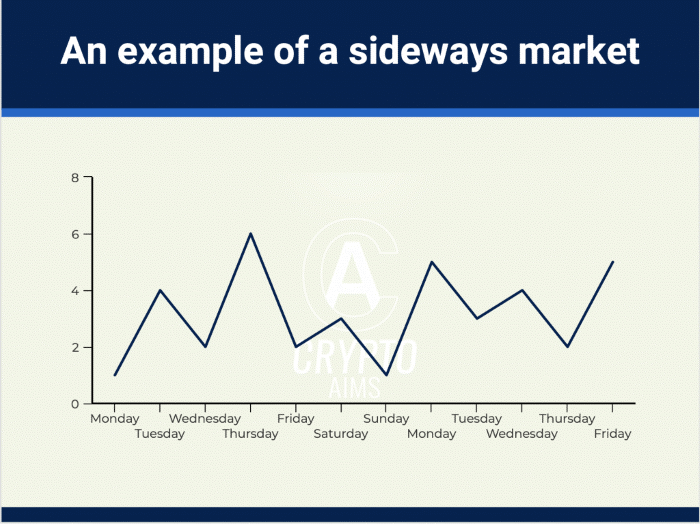 An example of a sideways market
8
6
4
2
0
A
CRYPTO
AIMS
Monday Wednesday Friday Sunday Tuesday Thursday
Tuesday Thursday Saturday Monday Wednesday Friday